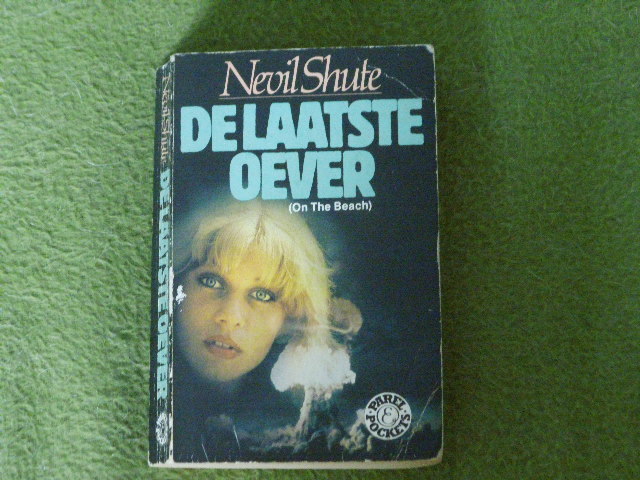 Nevil Shute
DE LAATSTE
OEVER
(On The Beach)
PAREL
POCKETS
Nevil Shute DE LAATSTE OEVER